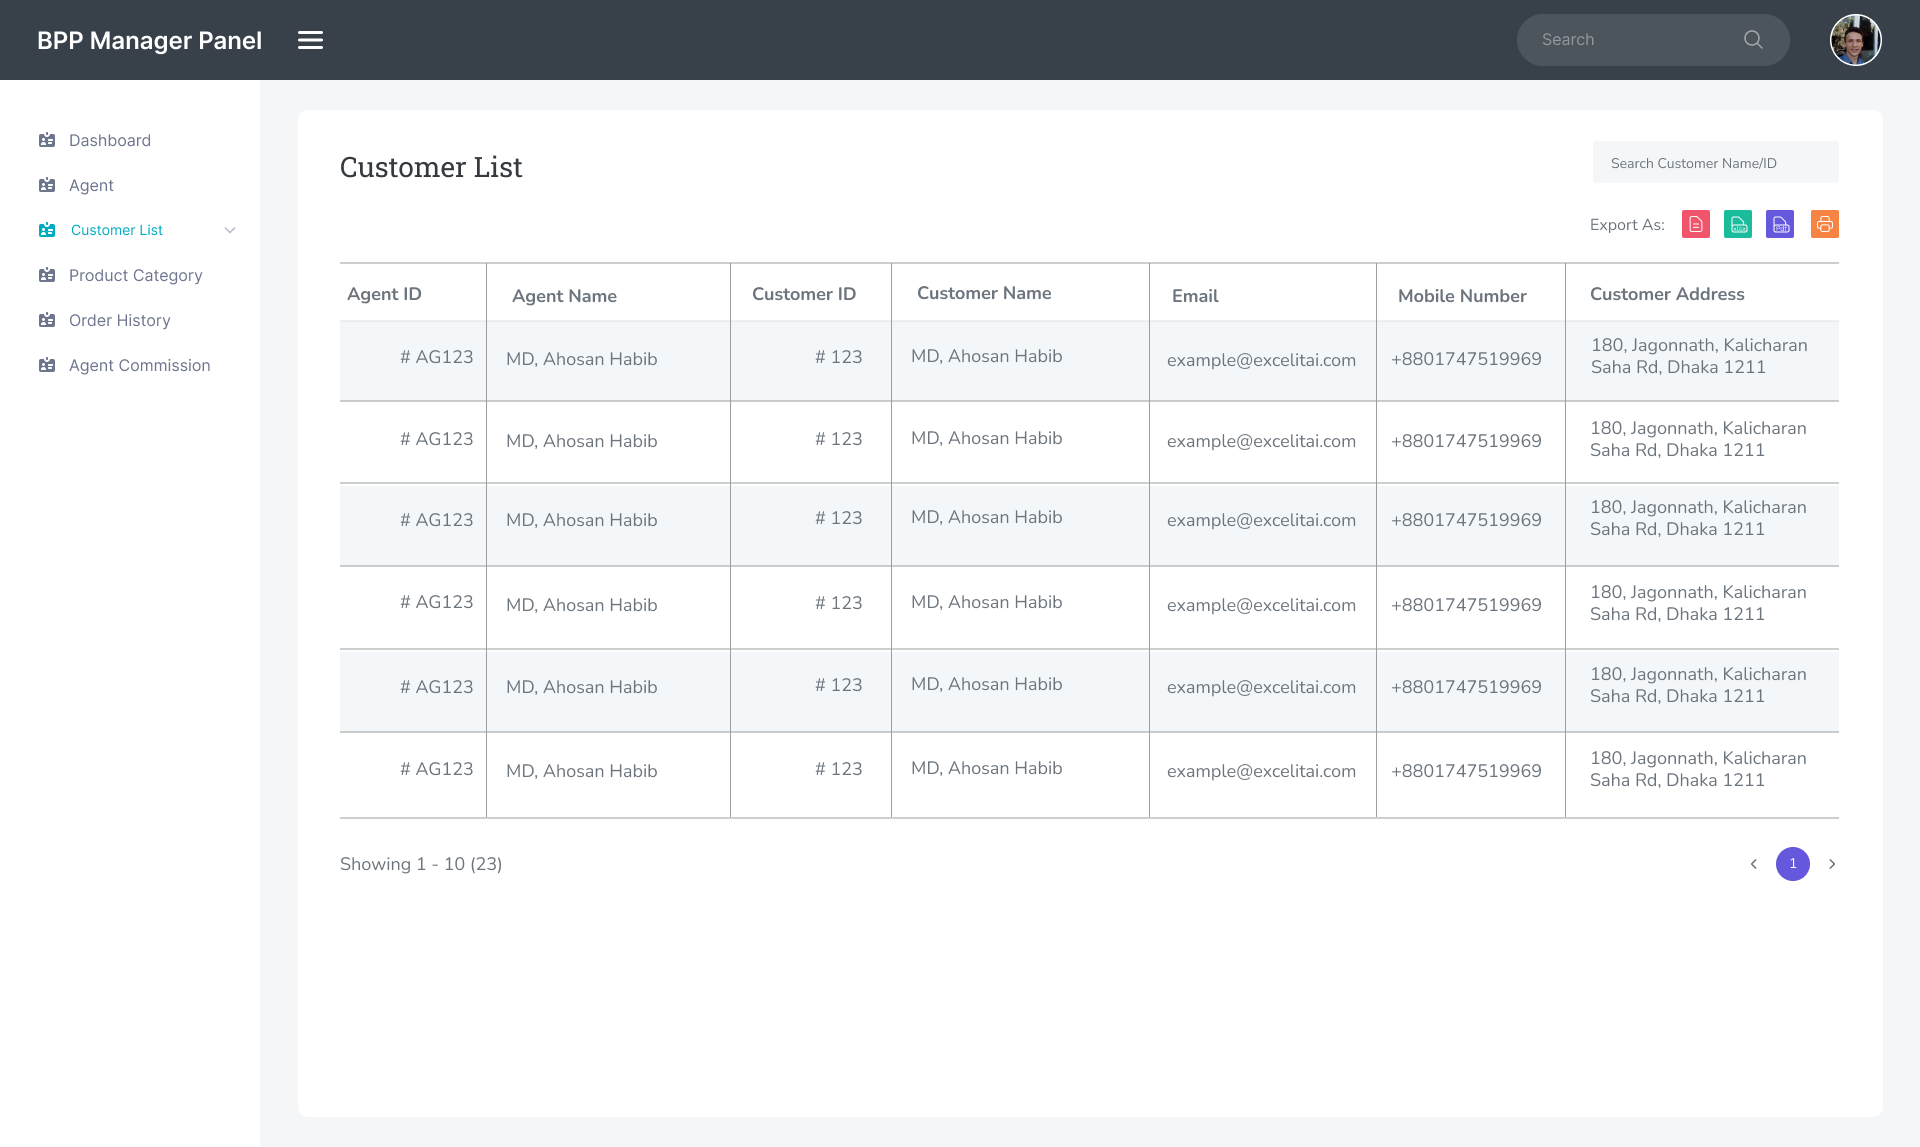 BPP Manager Panel
Search
Dashboard
Agent
Customer List
Product Category
Order History
Agent Commission
Customer List
Search Customer Name/ID
Export As:
Agent ID Agent Name Customer ID Customer Name Email Mobile Number Customer Address
# AG123 MD, Ahosan Habib # 123 MD, Ahosan Habib example@excelitai.com +8801747519969 180, Jagonnath, Kalicharan
Saha Rd, Dhaka 1211
# AG123 MD, Ahosan Habib # 123 MD, Ahosan Habib example@excelitai.com +8801747519969 180, Jagonnath, Kalicharan
Saha Rd, Dhaka 1211
# AG123 MD, Ahosan Habib # 123 MD, Ahosan Habib example@excelitai.com +8801747519969 180, Jagonnath, Kalicharan
Saha Rd, Dhaka 1211
# AG123 MD, Ahosan Habib # 123 MD, Ahosan Habib example@excelitai.com +8801747519969 180, Jagonnath, Kalicharan
Saha Rd, Dhaka 1211
# AG123 MD, Ahosan Habib # 123 MD, Ahosan Habib example@excelitai.com +8801747519969 180, Jagonnath, Kalicharan
Saha Rd, Dhaka 1211
# AG123 MD, Ahosan Habib # 123 MD, Ahosan Habib example@excelitai.com +8801747519969 180, Jagonnath, Kalicharan
Saha Rd, Dhaka 1211
Showing 1 - 10 (23)
1